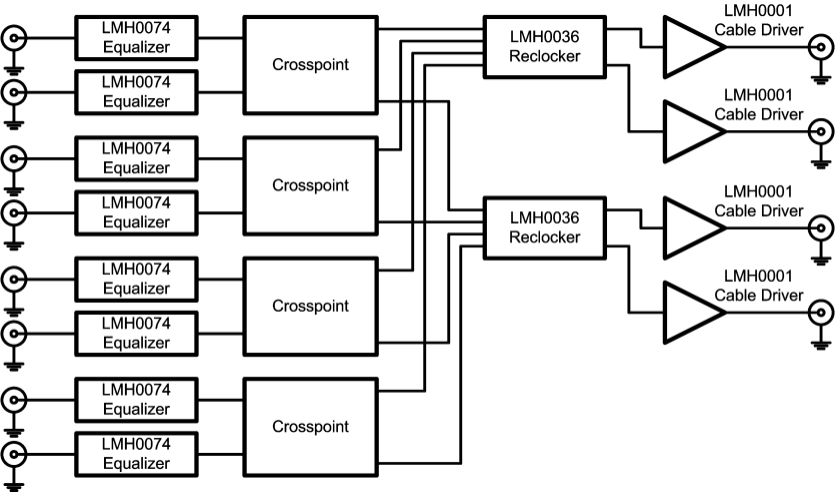 LMH0074
Equalizer
LMH0074
Equalizer
Crosspoint
LMH0036
Reclocker
LMH0001
Cable Driver
LMH0001
Cable Driver
LMH0074
Equalizer
LMH0074
Equalizer
Crosspoint
LMH0036
Reclocker
LMH0001
Cable Driver
LMH0001
Cable Driver
LMH0074
Equalizer
LMH0074
Equalizer
Crosspoint
LMH0074
Equalizer
LMH0074
Equalizer
Crosspoint